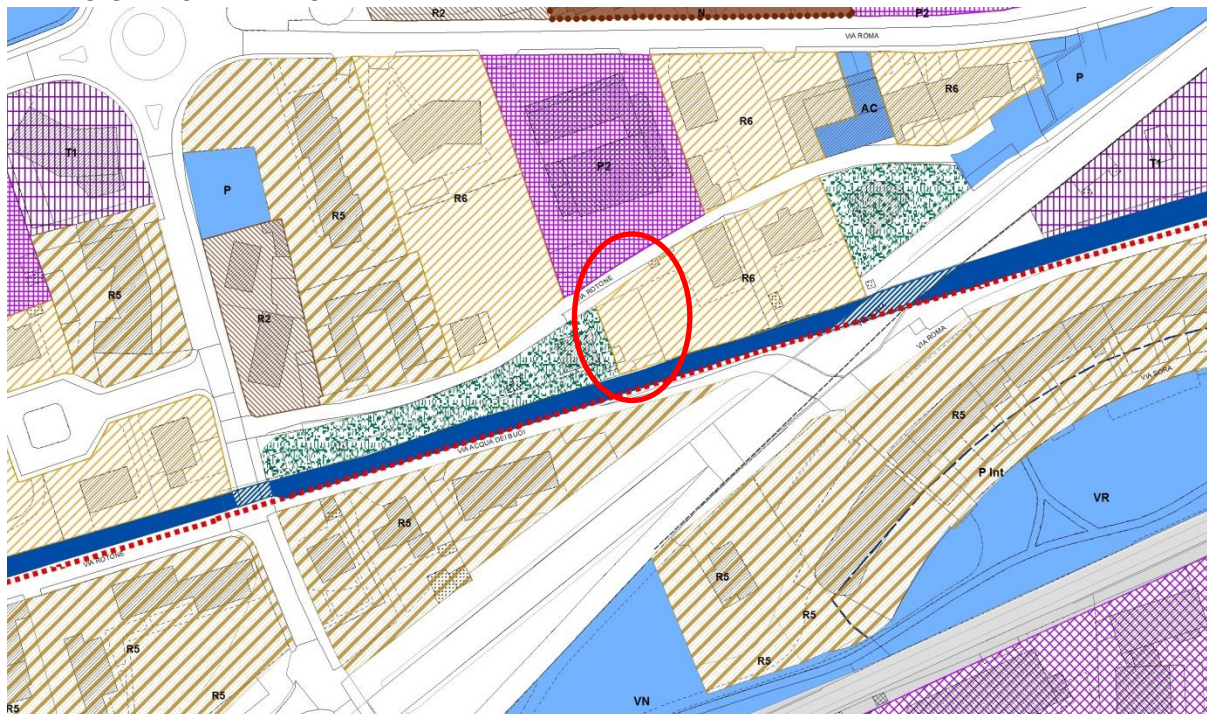 R2
N
P2
VIA ROMA
P
R6
AC
R6
T1
P2
T1
P
R5
R6
R5
R2
VIA ROTONE
R6
VIA ROMA
VIA SORA
R5
VIA ACQUA DEI BUOI
P Int
VR
R5
VIA ROTONE
R5
R5
R5
R5
R5
R5
VN